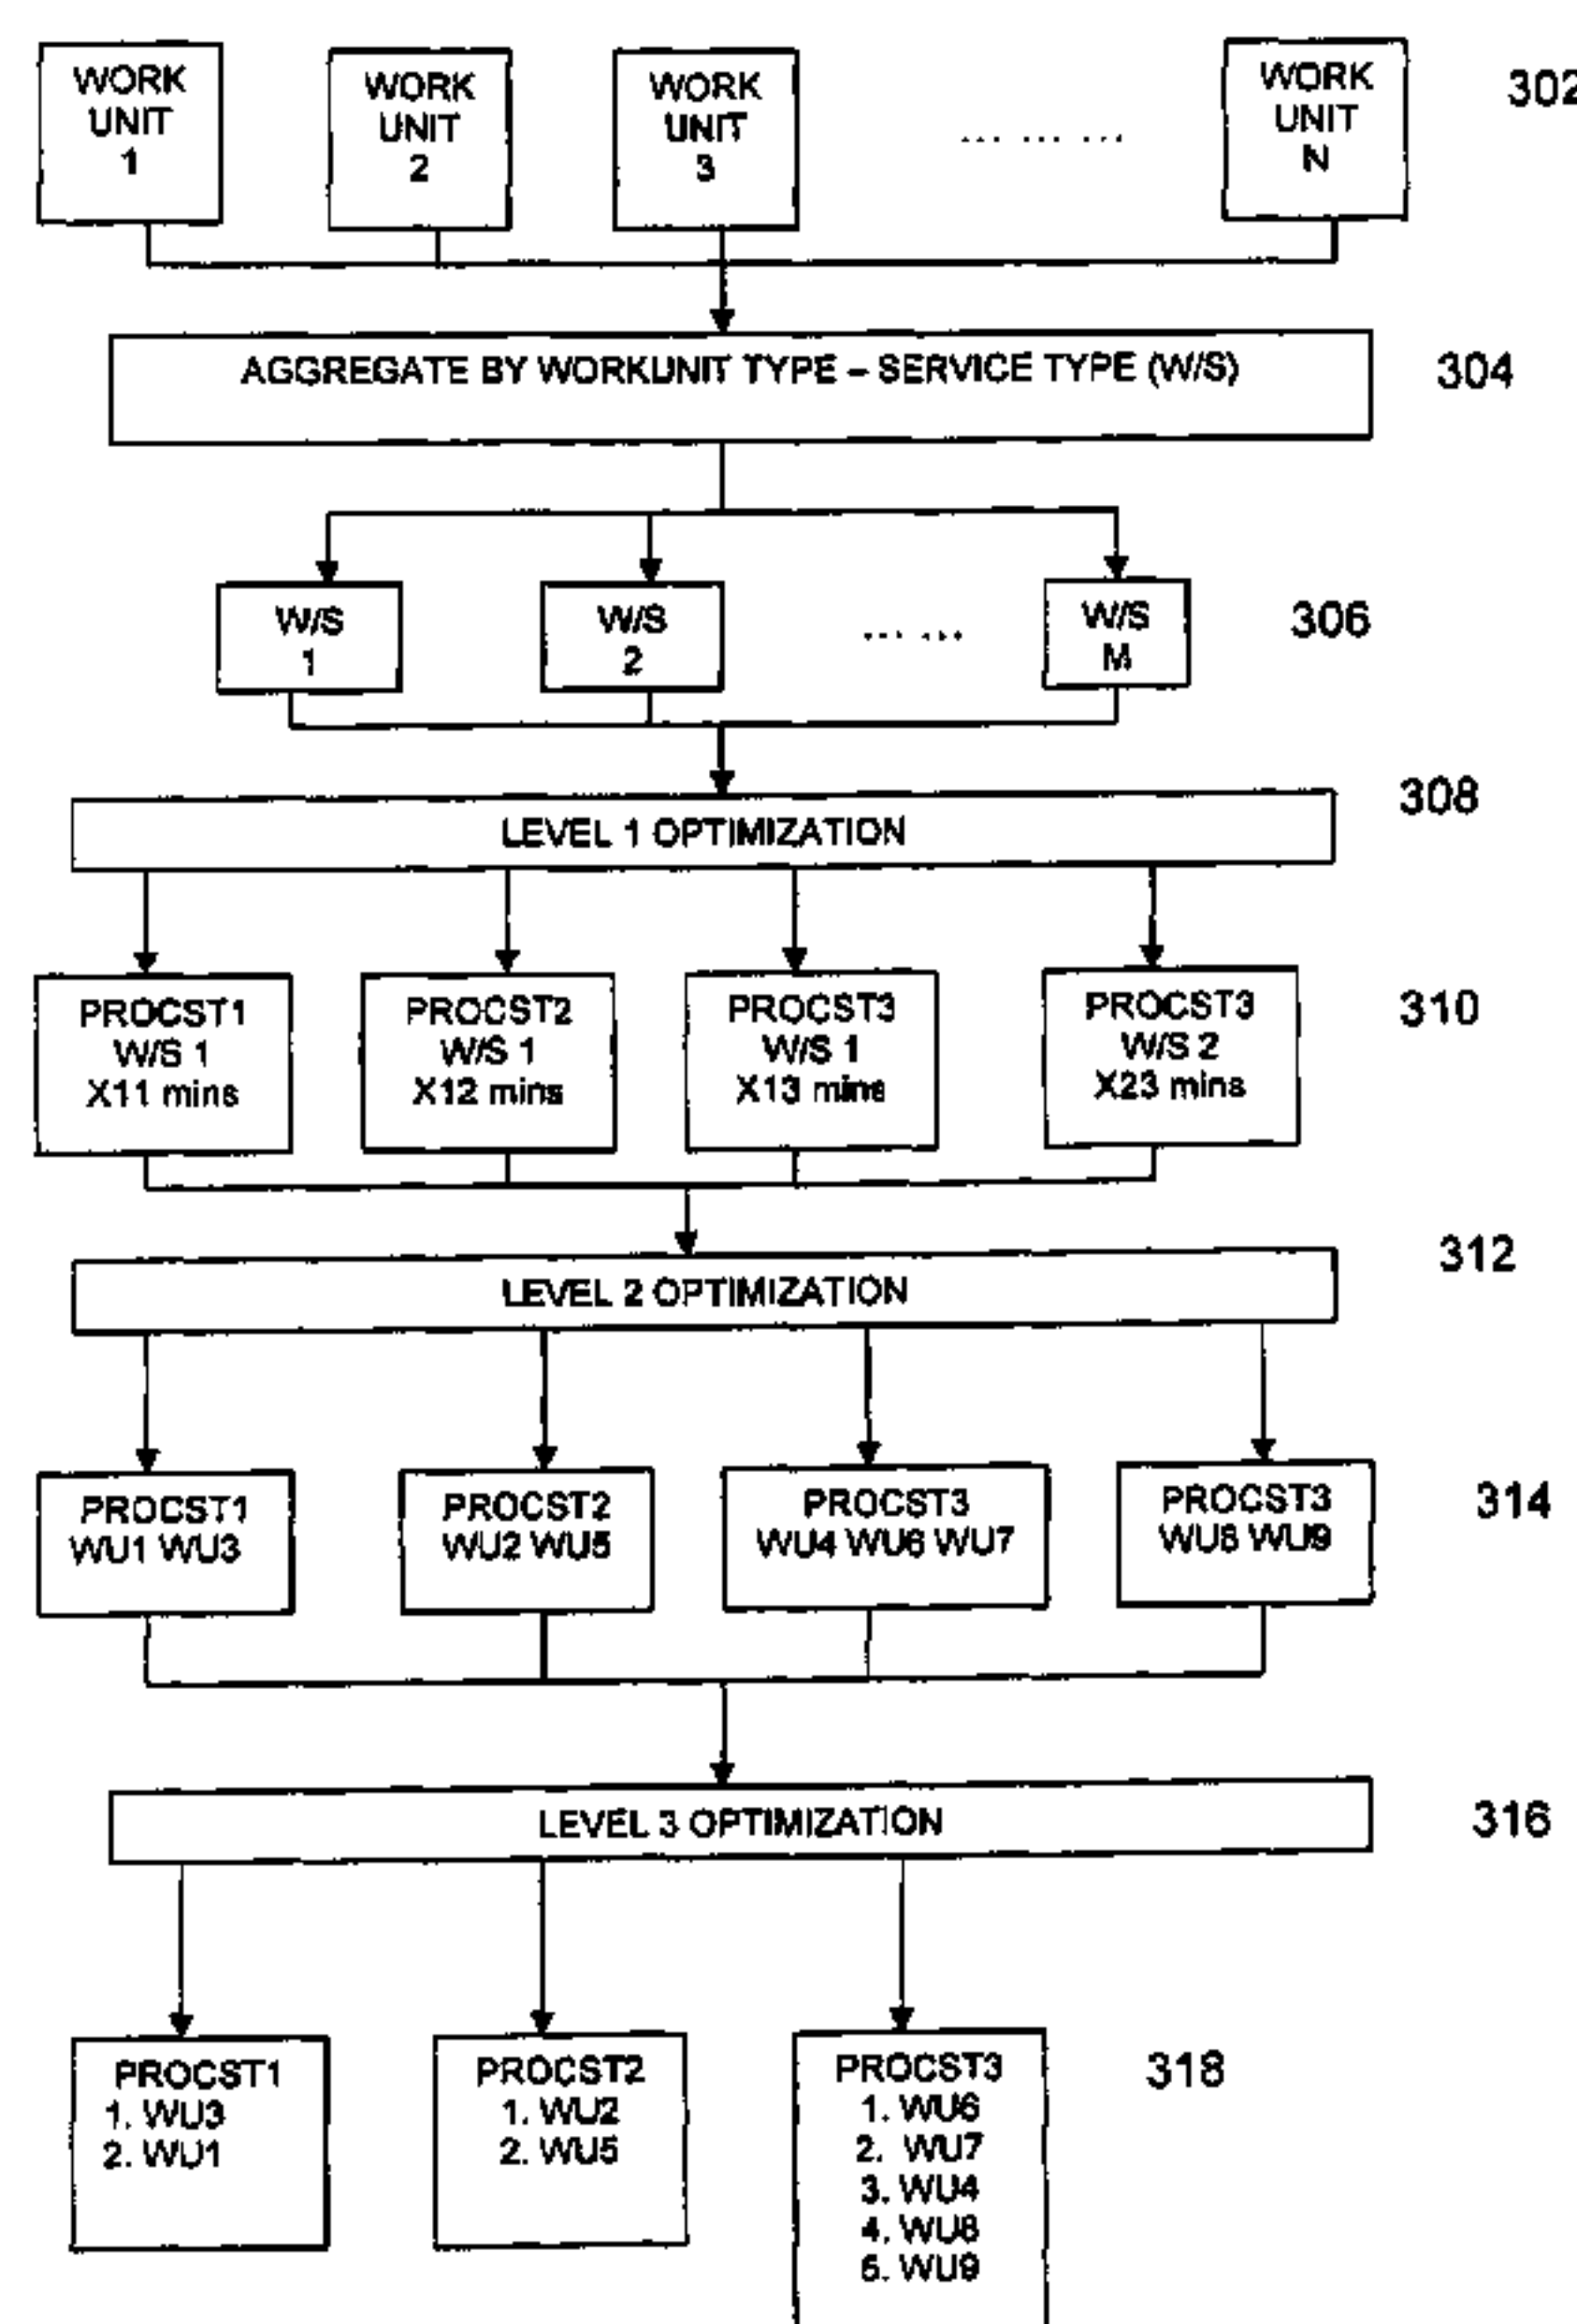 WORK
UNIT
1
WORK
UNIT
2
WORK
UNIT
3
... ... ...
WORK
UNIT
N
302
AGGREGATE BY WORKUNIT TYPE – SERVICE TYPE (W/S)
304
W/S
1
W/S
2
... ...
W/S
M
306
308
LEVEL 1 OPTIMIZATION
PROCST1
W/S 1
X11 mins
PROCST2
W/S 1
X12 mins
PROCST3
W/S 1
X13 mins
PROCST3
W/S 2
X23 mins
310
312
LEVEL 2 OPTIMIZATION
PROCST1
WU1 WU3
PROCST2
WU2 WU5
PROCST3
WU4 WU6 WU7
PROCST3
WU8 WU9
314
LEVEL 3 OPTIMIZATION
316
PROCST1
1. WU3
2. WU1
PROCST2
1. WU2
2. WU5
PROCST3
1. WU6
2. WU7
3. WU4
4. WU8
5. WU9
318